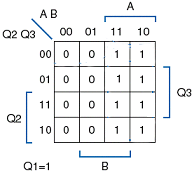 A B
A
Q2 Q3
00 01 11 10
00 0 0 1 1
01 0 0 1 1
Q3
11 0 0 1 1
Q2
10 0 0 1 1
Q1=1
B